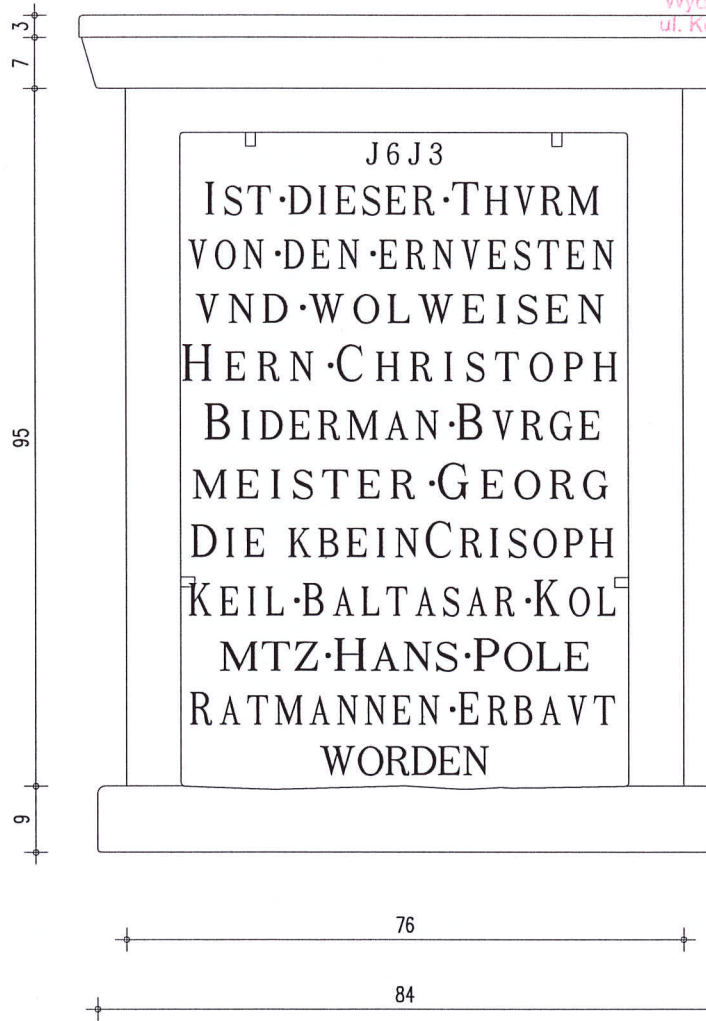 ul.
3
7
95
9
J6J3
IST·DIESER·THVRM
VON·DEN·ERNVESTEN
VND·WOLWEISEN
HERN·CHRISTOPH
BIDERMAN·BVRGE
MEISTER·GEORG
DIE KBEINCRISOPH
KEIL·BALTASAR·KOL
MTZ·HANS·POLE
RATMANNEN·ERBAVT
WORDEN
76
84